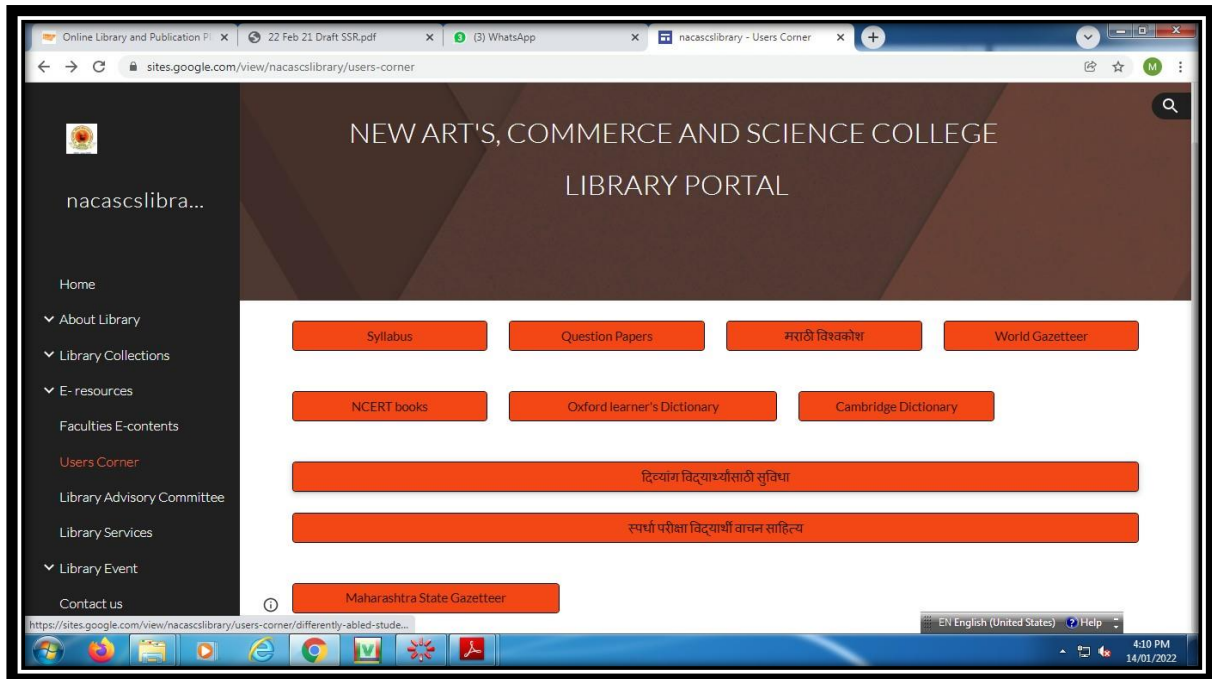 Online Library and Publication Pl
22 Feb 21 Draft SSR.pdf
(3) WhatsApp
nacascslibrary - Users Corner
sites.google.com/view/nacascslibrary/users-corner
M
NEW ART'S, COMMERCE AND SCIENCE COLLEGE
LIBRARY PORTAL
nacascslibra...
Home
About Library
Library Collections
E- resources
Faculties E-contents
Users Corner
Library Advisory Committee
Library Services
Library Event
Contact us
Syllabus
Question Papers
मराठी विश्वकोश
World Gazetteer
NCERT books
Oxford learner's Dictionary
Cambridge Dictionary
दिव्यांग विद्यार्थ्यांसाठी सुविधा
स्पर्धा परीक्षा विद्यार्थी वाचन साहित्य
Maharashtra State Gazetteer
https://sites.google.com/view/nacascslibrary/users-corner/differently-abled-stude...
EN English (United States) Help
4:10 PM
14/01/2022